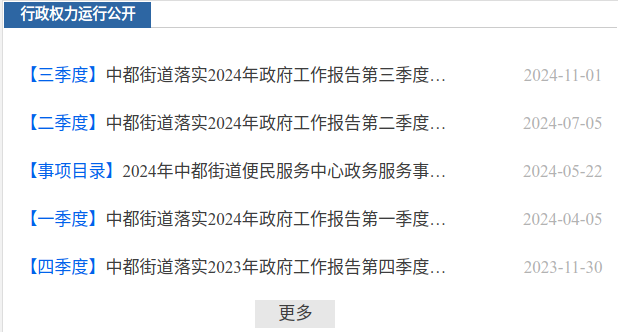 行政权力运行公开
【三季度】中都街道落实2024年政府工作报告第三季度… 2024-11-01
【二季度】中都街道落实2024年政府工作报告第二季度… 2024-07-05
【事项目录】2024年中都街道便民服务中心政务服务事… 2024-05-22
【一季度】中都街道落实2024年政府工作报告第一季度… 2024-04-05
【四季度】中都街道落实2023年政府工作报告第四季度… 2023-11-30
更多